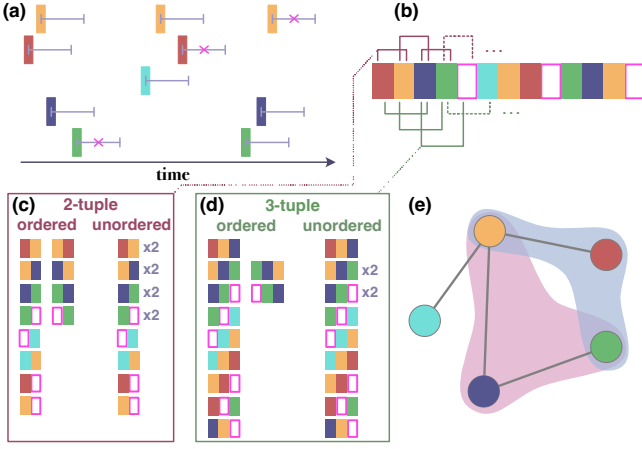 (a)
(b)
time
(c) 2-tuple
ordered unordered
x2
x2
x2
x2
(d) 3-tuple
ordered unordered
x2
x2
(e)